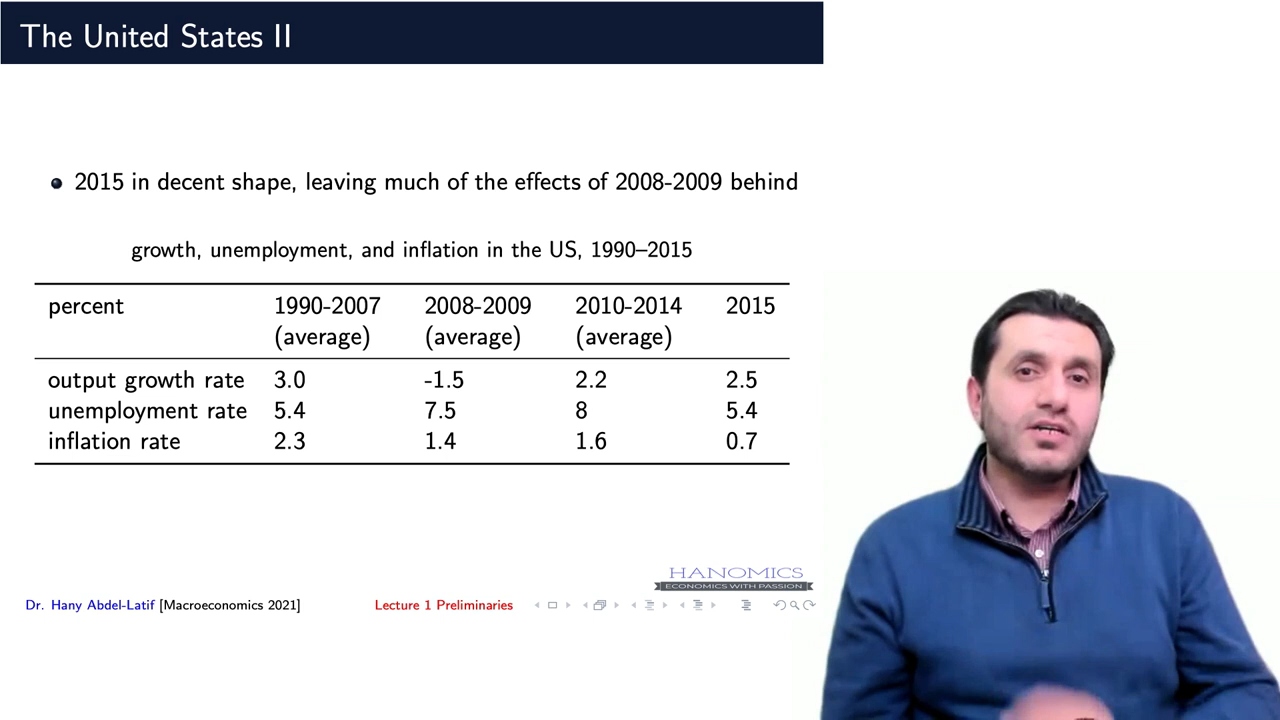 The United States II
2015 in decent shape, leaving much of the effects of 2008-2009 behind
growth, unemployment, and inflation in the US, 1990–2015
percent 1990-2007 2008-2009 2010-2014 2015
(average) (average) (average)
output growth rate 3.0 -1.5 2.2 2.5
unemployment rate 5.4 7.5 8 5.4
inflation rate 2.3 1.4 1.6 0.7
HANOMICS
ECONOMICS WITH PASSION
Dr. Hany Abdel-Latif [Macroeconomics 2021] Lecture 1 Preliminaries